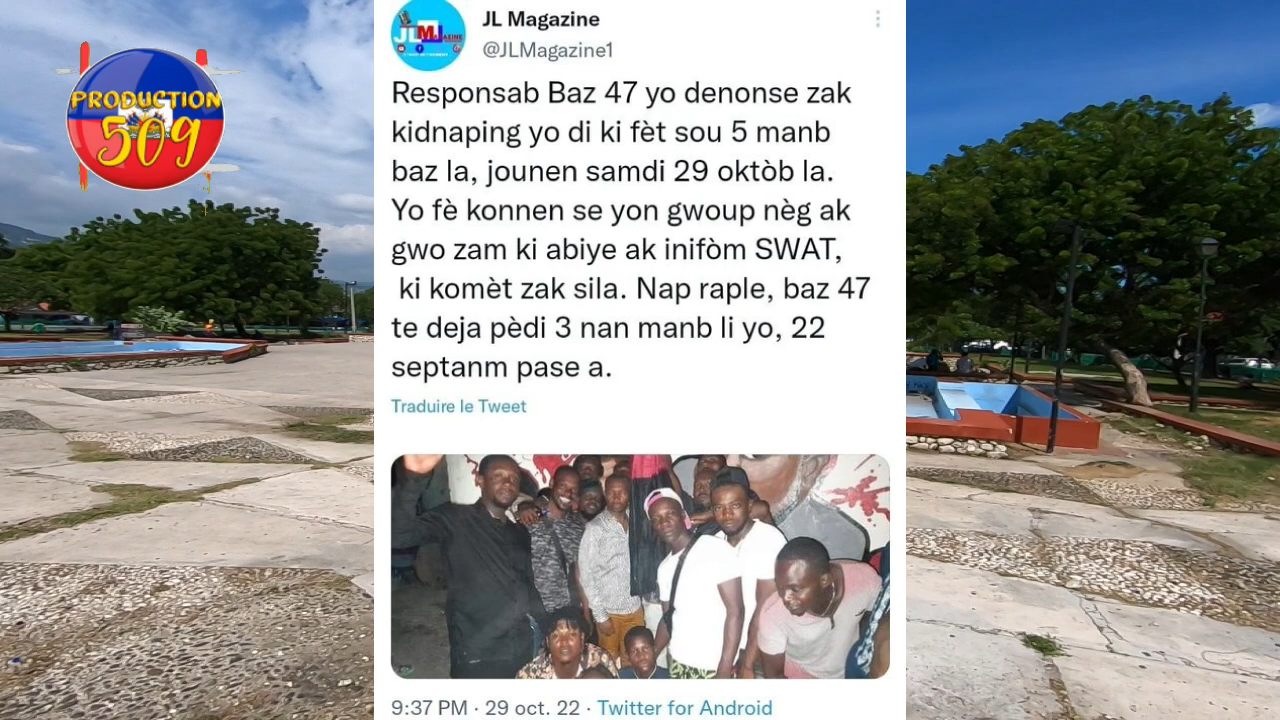 PRODUCTION
509
JL Magazine
@JLMagazine1
Responsab Baz 47 yo denonse zak
kidnaping yo di ki fèt sou 5 manb
baz la, jounen samdi 29 oktòb la.
Yo fè konnen se yon gwoup nèg ak
gwo zam ki abiye ak inifòm SWAT,
ki komèt zak sila. Nap raple, baz 47
te deja pèdi 3 nan manb li yo, 22
septanm pase a.
Traduire le Tweet
9:37 PM · 29 oct. 22 · Twitter for Android